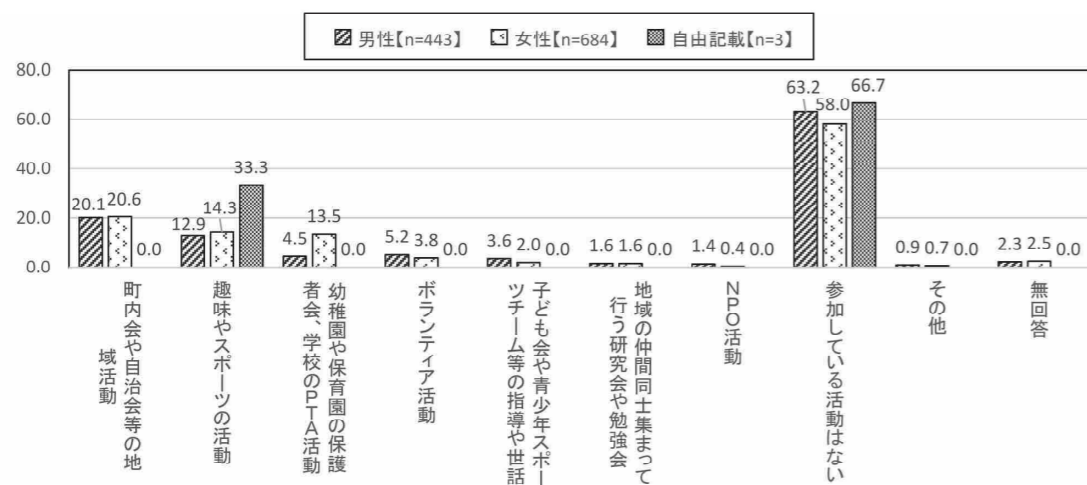 男性【n=443】 女性【n=684】 自由記載【n=3】
80.0
60.0
40.0
20.0
0.0
20.1 20.6 0.0
12.9 14.3 33.3
4.5 13.5 0.0
5.2 3.8 0.0
3.6 2.0 0.0
1.6 1.6 0.0
1.4 0.4 0.0
63.2 58.0 66.7
0.9 0.7 0.0
2.3 2.5 0.0
町内会や自治会等の地
域活動
趣味やスポーツの活動
幼稚園や保育園の保護
者会、学校のPTA活動
ボランティア活動
子ども会や青少年スポー
ツチーム等の指導や世話
地域の仲間同士集まって
行う研究会や勉強会
NPO活動
参加している活動はない
その他
無回答